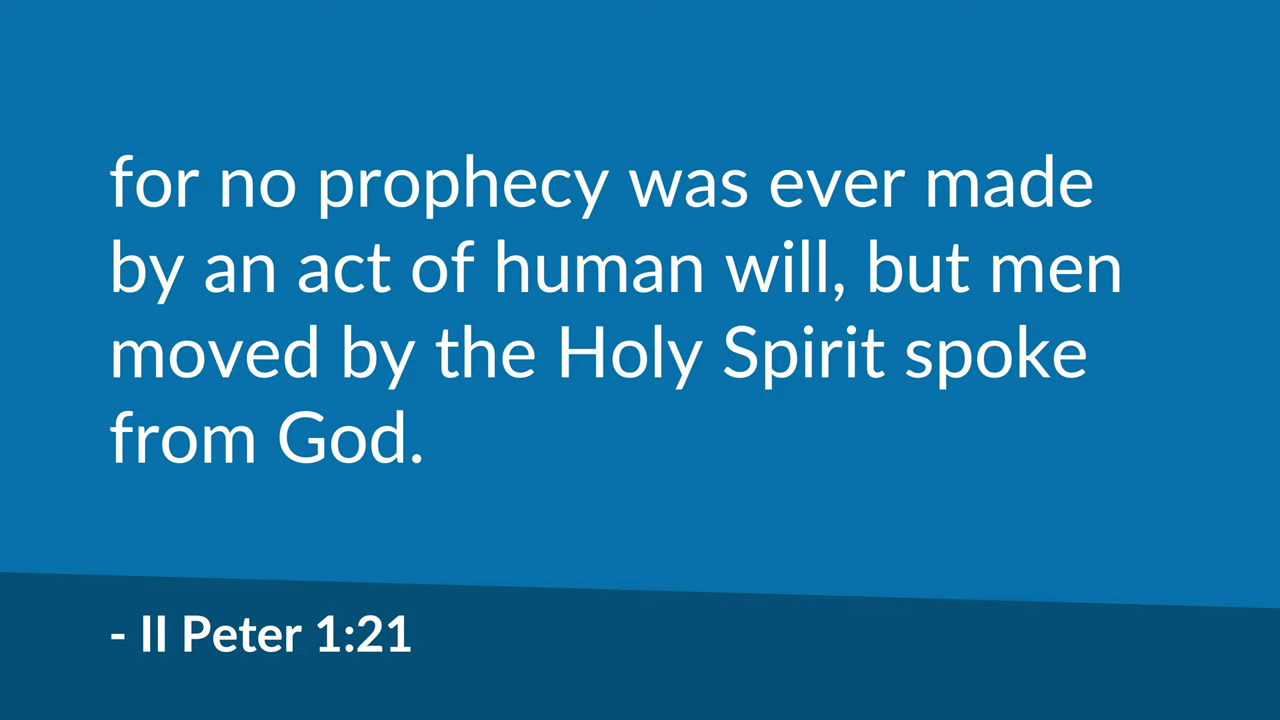 for no prophecy was ever made
by an act of human will, but men
moved by the Holy Spirit spoke
from God.
- II Peter 1:21